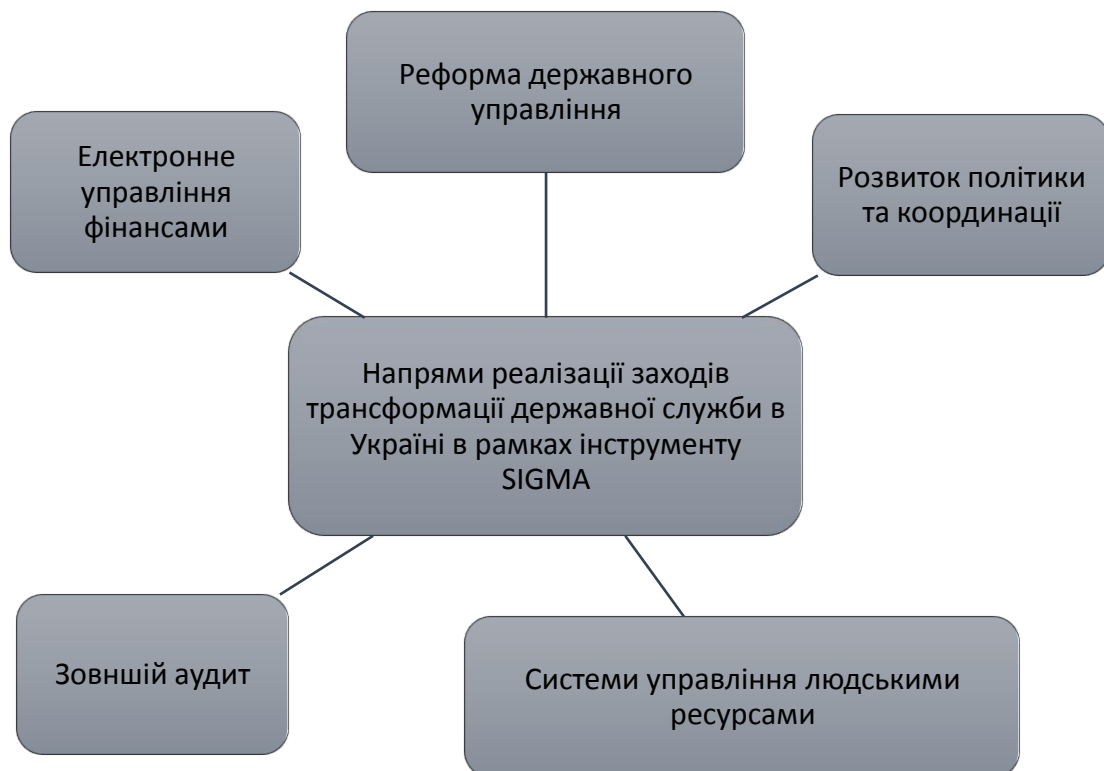 Реформа державного
управління
Електронне
управління
фінансами
Розвиток політики
та координації
Напрями реалізації заходів
трансформації державної служби в
Україні в рамках інструменту
SIGMA
Зовншій аудит
Системи управління людськими
ресурсами